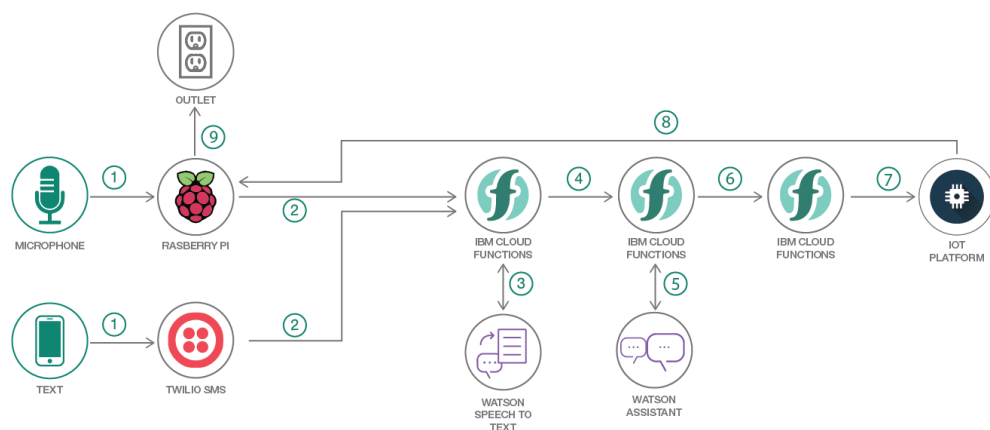 OUTLET
9
8
1
MICROPHONE
RASBERRY PI
2
4
6
7
IBM CLOUD
FUNCTIONS
IBM CLOUD
FUNCTIONS
IBM CLOUD
FUNCTIONS
IOT
PLATFORM
3
5
1
TEXT
2
TWILIO SMS
WATSON
SPEECH TO
TEXT
WATSON
ASSISTANT